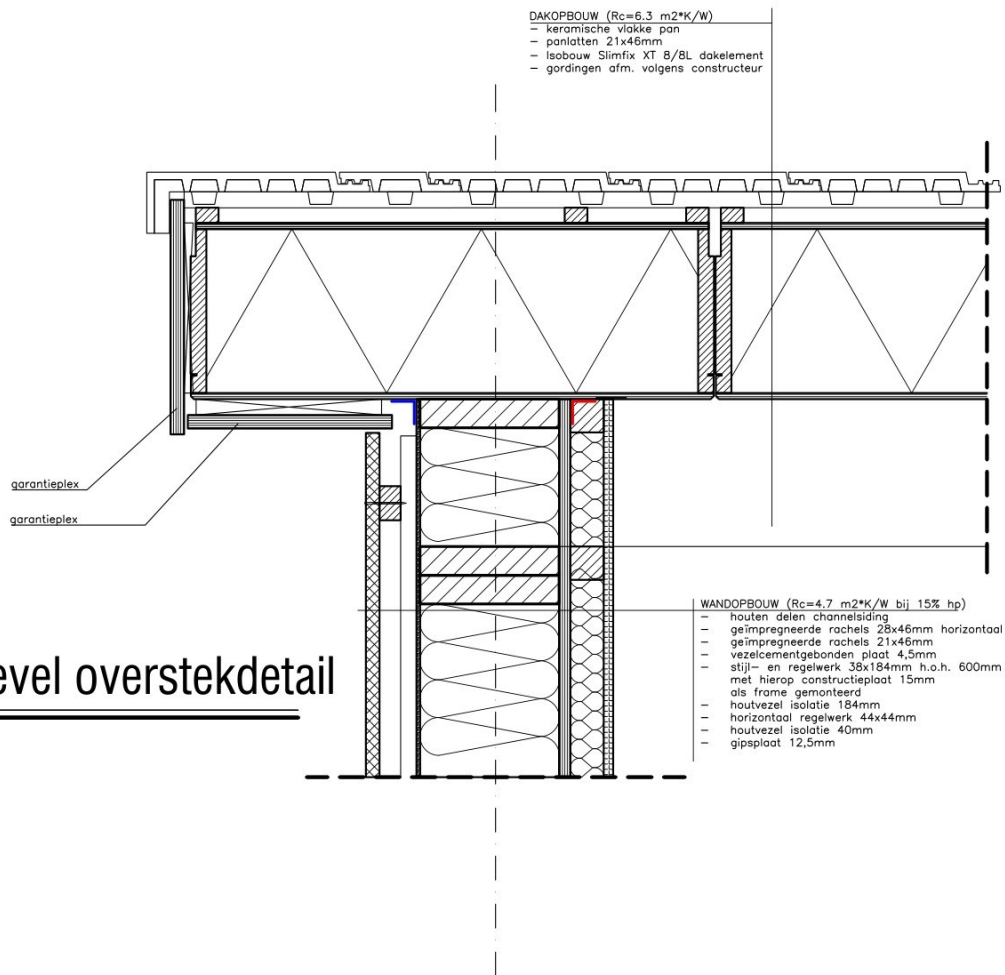 DAKOPBOUW (Rc=6.3 m2*K/W)
– keramische vlakke pan
– panlatten 21x46mm
– Isobouw Slimfix XT 8/8L dakelement
– gordingen afm. volgens constructeur
garantieplex
garantieplex
WANDOPBOUW (Rc=4.7 m2*K/W bij 15% hp)
– houten delen channelsiding
– geïmpregneerde rachels 28x46mm horizontaal
– geïmpregneerde rachels 21x46mm
– vezelcementgebonden plaat 4,5mm
– stijl– en regelwerk 38x184mm h.o.h. 600mm
met hierop constructieplaat 15mm
als frame gemonteerd
– houtvezel isolatie 184mm
– horizontaal regelwerk 44x44mm
– houtvezel isolatie 40mm
– gipsplaat 12,5mm
evel overstekdetail